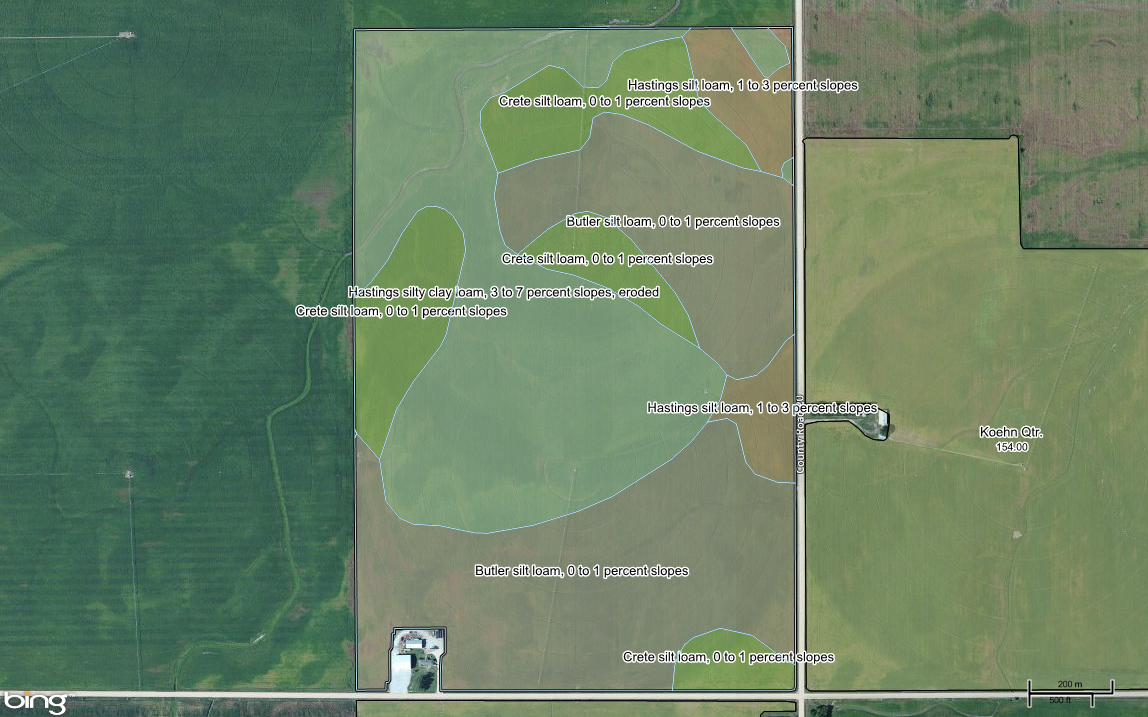 Hastings silt loam, 1 to 3 percent slopes
Crete silt loam, 0 to 1 percent slopes
Butler silt loam, 0 to 1 percent slopes
Crete silt loam, 0 to 1 percent slopes
Hastings silty clay loam, 3 to 7 percent slopes, eroded
Crete silt loam, 0 to 1 percent slopes
Hastings silt loam, 1 to 3 percent slopes
County Road
Koehn Qtr.
154.00
Butler silt loam, 0 to 1 percent slopes
Crete silt loam, 0 to 1 percent slopes
200 m
500 ft
bing